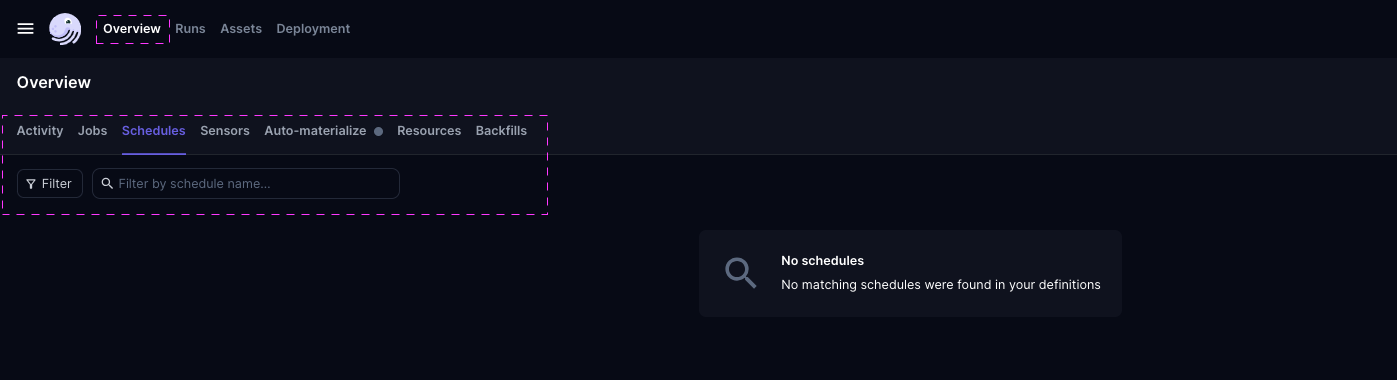 Overview Runs Assets Deployment
Overview
Activity Jobs Schedules Sensors Auto-materialize Resources Backfills
Filter Filter by schedule name...
No schedules
No matching schedules were found in your definitions